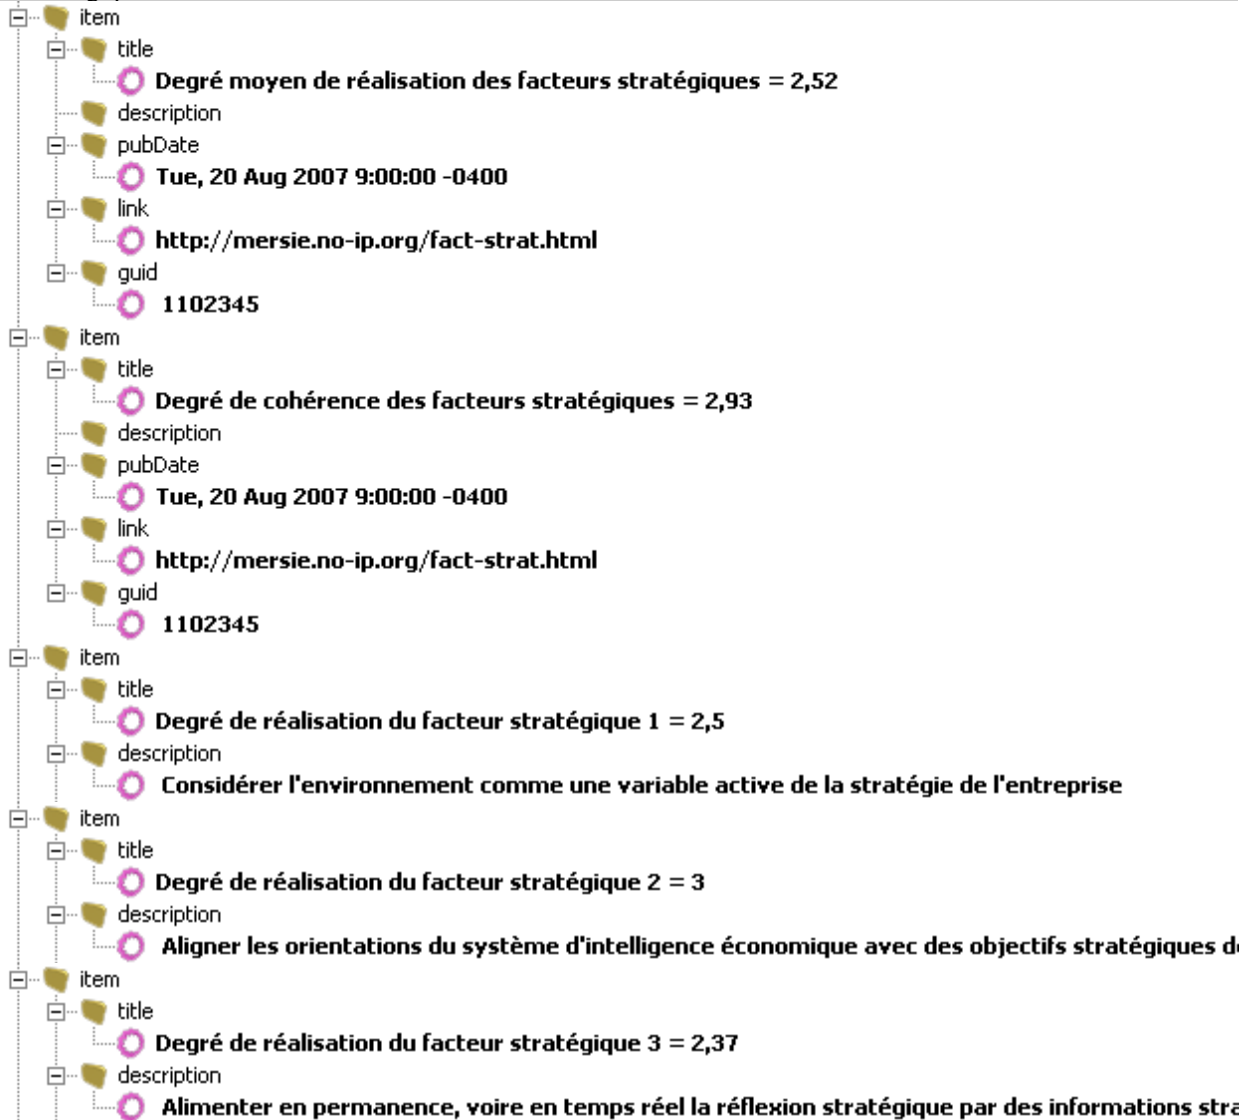 item
title
Degré moyen de réalisation des facteurs stratégiques = 2,52
description
pubDate
Tue, 20 Aug 2007 9:00:00 -0400
link
http://mersie.no-ip.org/fact-strat.html
guid
1102345
item
title
Degré de cohérence des facteurs stratégiques = 2,93
description
pubDate
Tue, 20 Aug 2007 9:00:00 -0400
link
http://mersie.no-ip.org/fact-strat.html
guid
1102345
item
title
Degré de réalisation du facteur stratégique 1 = 2,5
description
Considérer l'environnement comme une variable active de la stratégie de l'entreprise
item
title
Degré de réalisation du facteur stratégique 2 = 3
description
Aligner les orientations du système d'intelligence économique avec des objectifs stratégiques
item
title
Degré de réalisation du facteur stratégique 3 = 2,37
description
Alimenter en permanence, voire en temps réel la réflexion stratégique par des informations